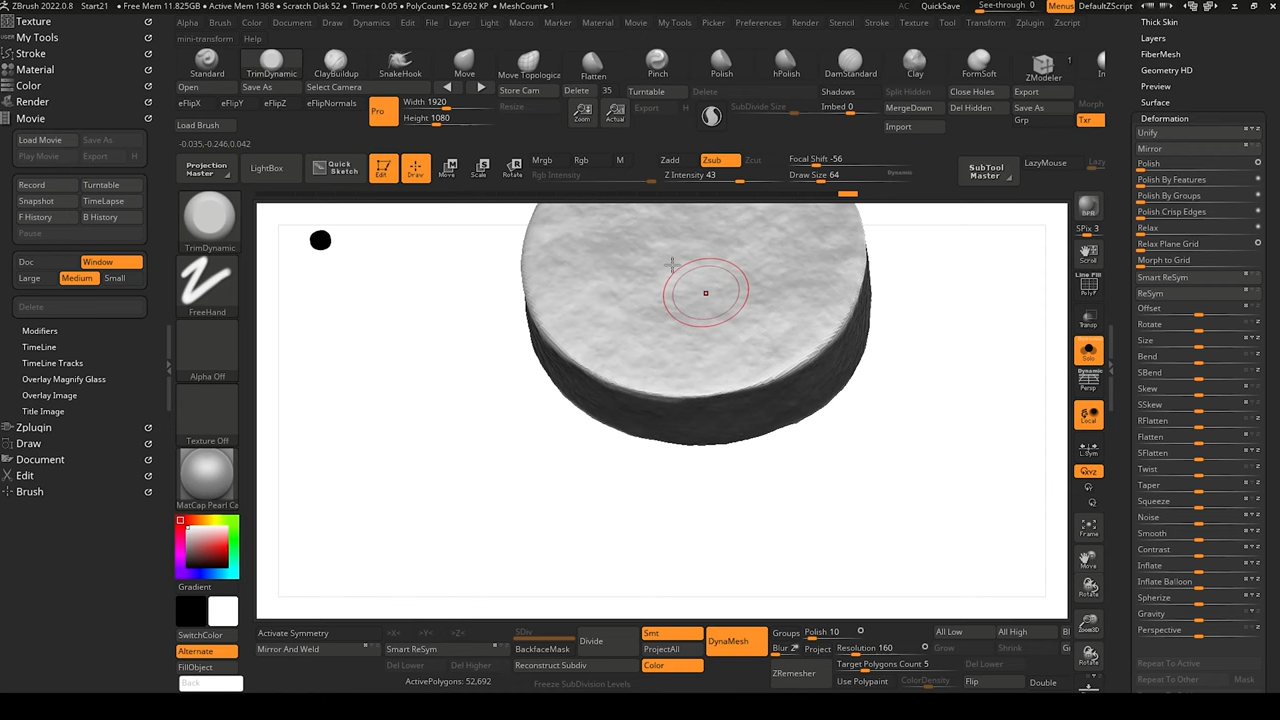 ZBrush 2022.0.8 Start21 • Free Mem 11.825GB • Active Mem 1368 • Scratch Disk 52 • Timer▸0.05 • PolyCount▸52.692 KP • MeshCount▸1 AC QuickSave See-through 0 Menus DefaultZScript
Alpha Brush Color Document Draw Dynamics Edit File Layer Light Macro Marker Material Movie My Tools Picker Preferences Render Stencil Stroke Texture Tool Transform Zplugin Zscript
mini-transform Help
Standard TrimDynamic ClayBuildup SnakeHook Move Move Topologica Flatten Pinch Polish hPolish DamStandard Clay FormSoft ZModeler 1 In
Open Save As Select Camera Store Cam Delete 35 Turntable Delete Shadows Split Hidden Close Holes Export
eFlipX eFlipY eFlipZ eFlipNormals Pro Width 1920 Resize Zoom Actual Export H SubDivide Size Imbed 0 MergeDown Del Hidden Save As Morph
Height 1080 Grp Txr
Load Brush Import
-0.035,-0.246,0.042
Projection Master LightBox Quick Sketch Edit Draw Move Scale Rotate Mrgb Rgb M Zadd Zsub Zcut Focal Shift -56 SubTool Master LazyMouse Lazy
Rgb Intensity Z Intensity 43 Draw Size 64 Dynamic
Texture
My Tools
Stroke
Material
Color
Render
Movie
Load Movie Save As
Play Movie Export H
Record Turntable
Snapshot TimeLapse
F History B History
Pause
Doc Window
Large Medium Small
Delete
Modifiers
TimeLine
TimeLine Tracks
Overlay Magnify Glass
Overlay Image
Title Image
Zplugin
Draw
Document
Edit
Brush
TrimDynamic
FreeHand
Alpha Off
Texture Off
MatCap Pearl Ca
Gradient
SwitchColor
Alternate
FillObject
Back
BPR
SPix 3
Scroll
Line Fill
PolyF
Transp
Solo
Dynamic
Persp
Local
L.Sym
XYZ
Frame
Move
Rotate
Zoom3D
Rotate
Thick Skin
Layers
FiberMesh
Geometry HD
Preview
Surface
Deformation
Unify
Mirror
Polish
Polish By Features
Polish By Groups
Polish Crisp Edges
Relax
Relax Plane Grid
Morph to Grid
Smart ReSym
ReSym
Offset
Rotate
Size
Bend
SBend
Skew
SSkew
RFlatten
Flatten
SFlatten
Twist
Taper
Squeeze
Noise
Smooth
Contrast
Inflate
Inflate Balloon
Spherize
Gravity
Perspective
Repeat To Active
Repeat To Other Mask
Activate Symmetry >X< >Y< >Z< SDiv Divide Smt DynaMesh Groups Polish 10 All Low All High Bl
Mirror And Weld Smart ReSym BackfaceMask ProjectAll Blur 2 Project Resolution 160 Grow Shrink Gr
Del Lower Del Higher Reconstruct Subdiv Color ZRemesher Target Polygons Count 5 Del Lower
ActivePolygons: 52,692 Freeze SubDivision Levels Use Polypaint ColorDensity Flip Double